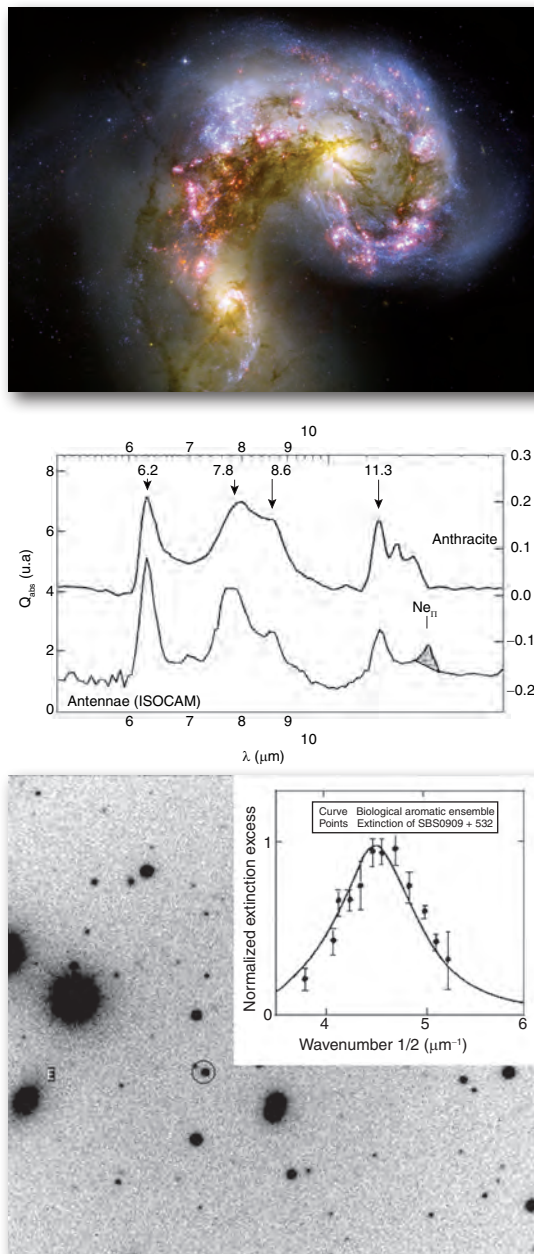 10
6 7 8 9
6.2 7.8 8.6 11.3
8
6
4
2
0
0.3
0.2
0.1
0.0
−0.1
−0.2
Q_abs (u.a)
Anthracite
Ne_II
Antennae (ISOCAM)
6 7 8 9
10
λ (μm)
Curve Biological aromatic ensemble
Points Extinction of SBS0909 + 532
Normalized extinction excess
1
0
4 5 6
Wavenumber 1/2 (μm⁻¹)
E